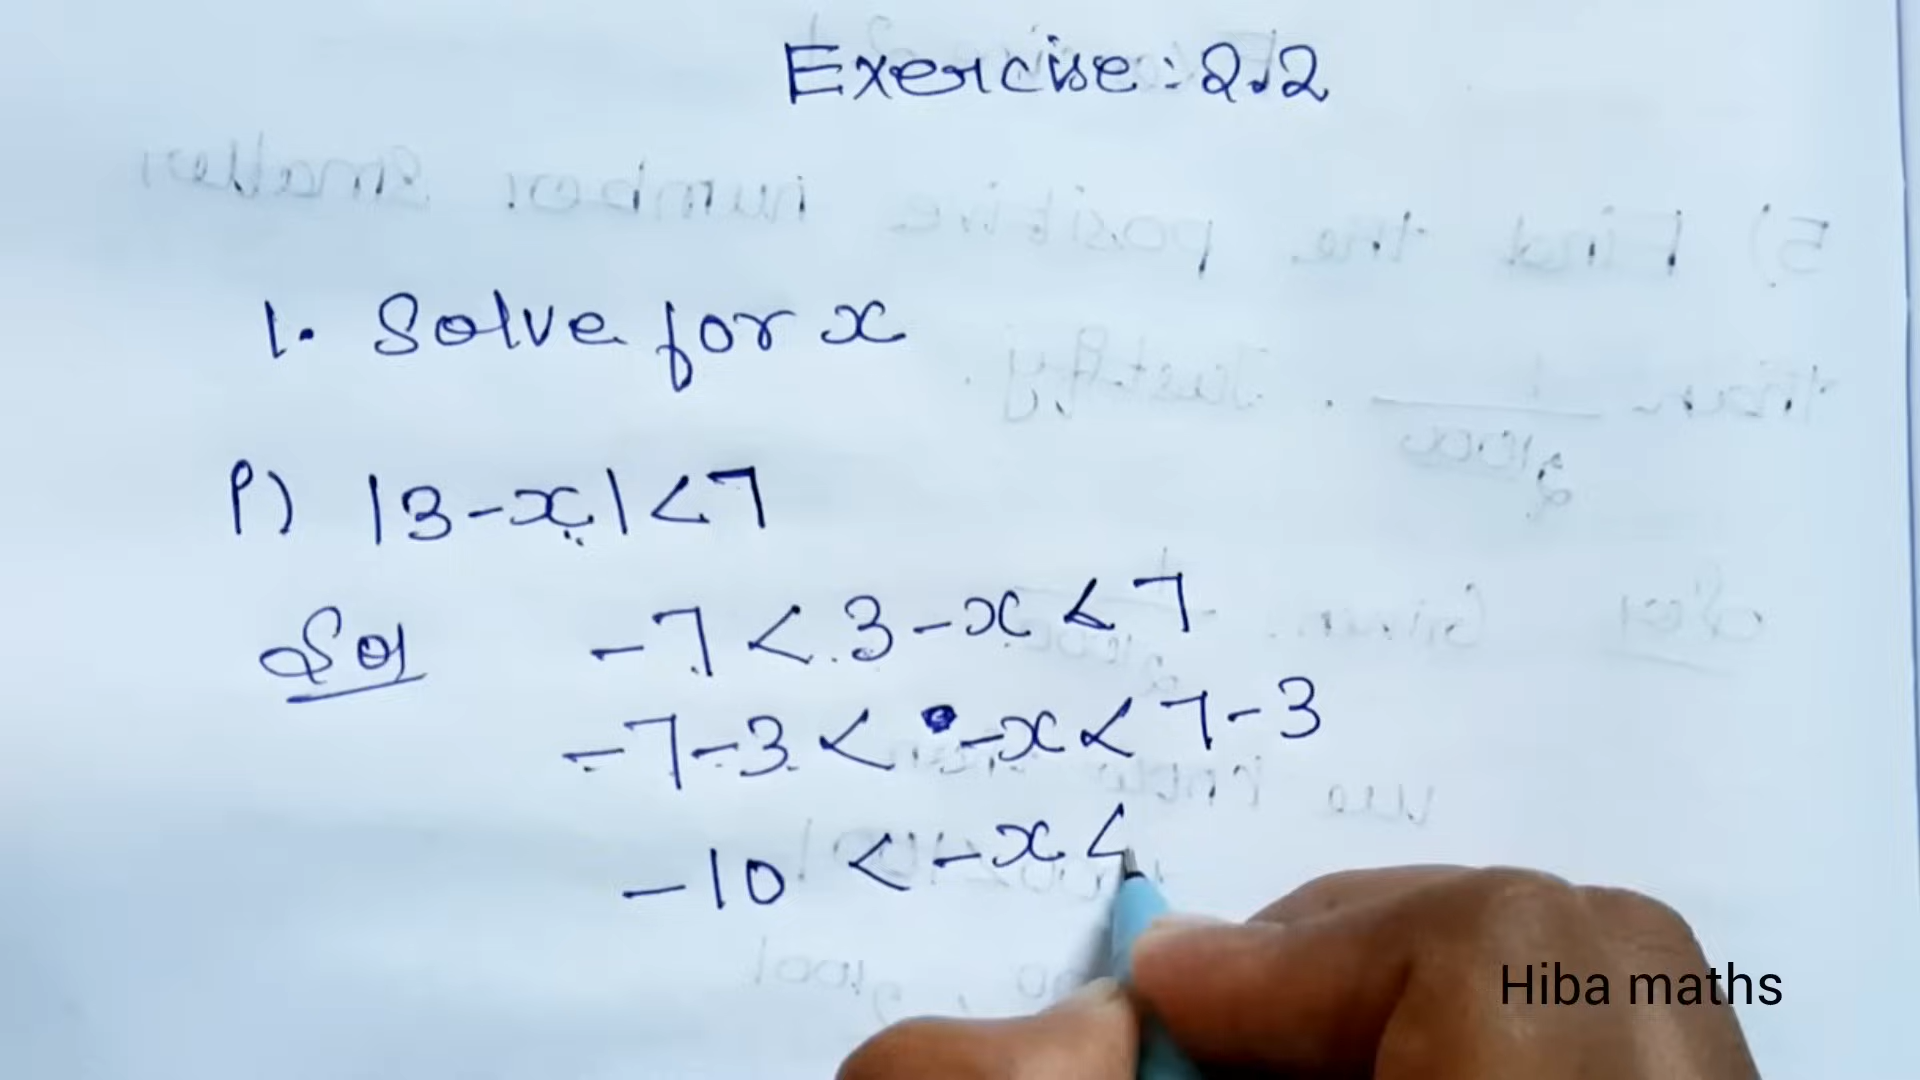 Exercise: 2.2
1. Solve for x
i) |3-x|<7
Sol -7<3-x<7
-7-3<-x<7-3
-10<-x<
Hiba maths